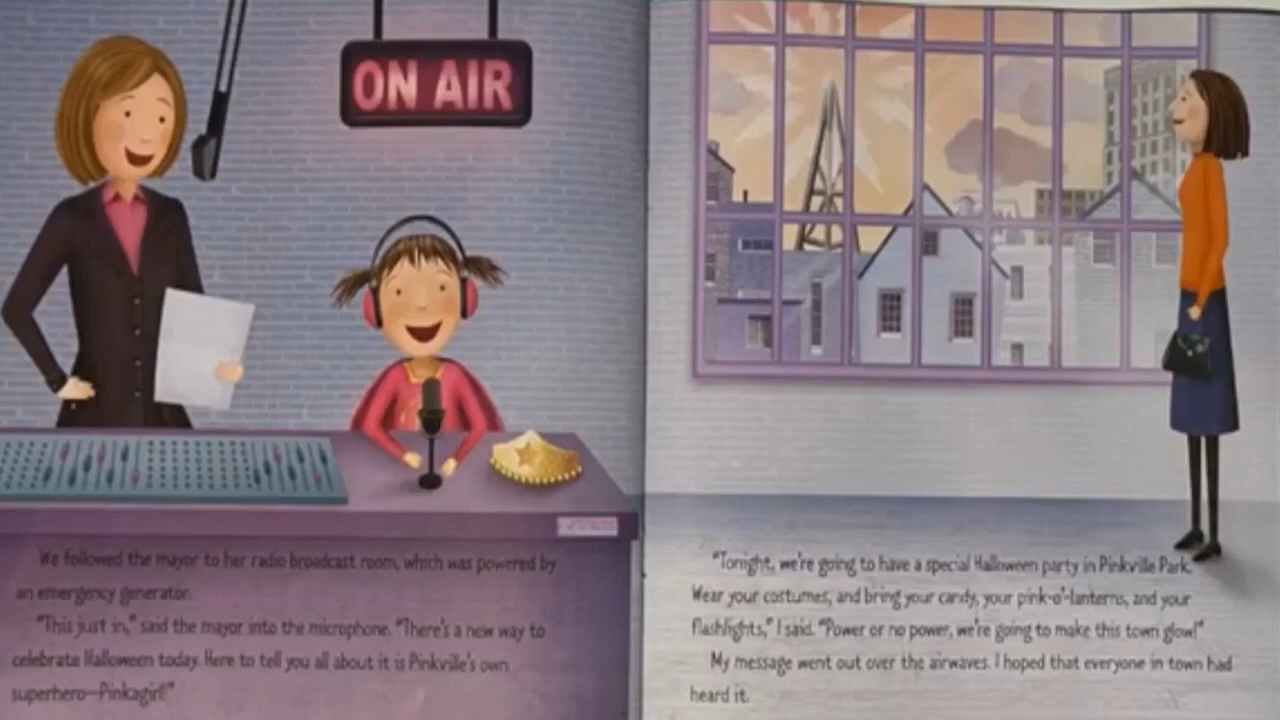 ON AIR
We followed the mayor to her radio broadcast room, which was powered by
an emergency generator.
"This just in," said the mayor into the microphone. "There's a new way to
celebrate Halloween today. Here to tell you all about it is Pinkville's own
superhero—Pinkagirl!"
"Tonight, we're going to have a special Halloween party in Pinkville Park.
Wear your costumes, and bring your candy, your pink-o'-lanterns, and your
flashlights," I said. "Power or no power, we're going to make this town glow!"
My message went out over the airwaves. I hoped that everyone in town had
heard it.